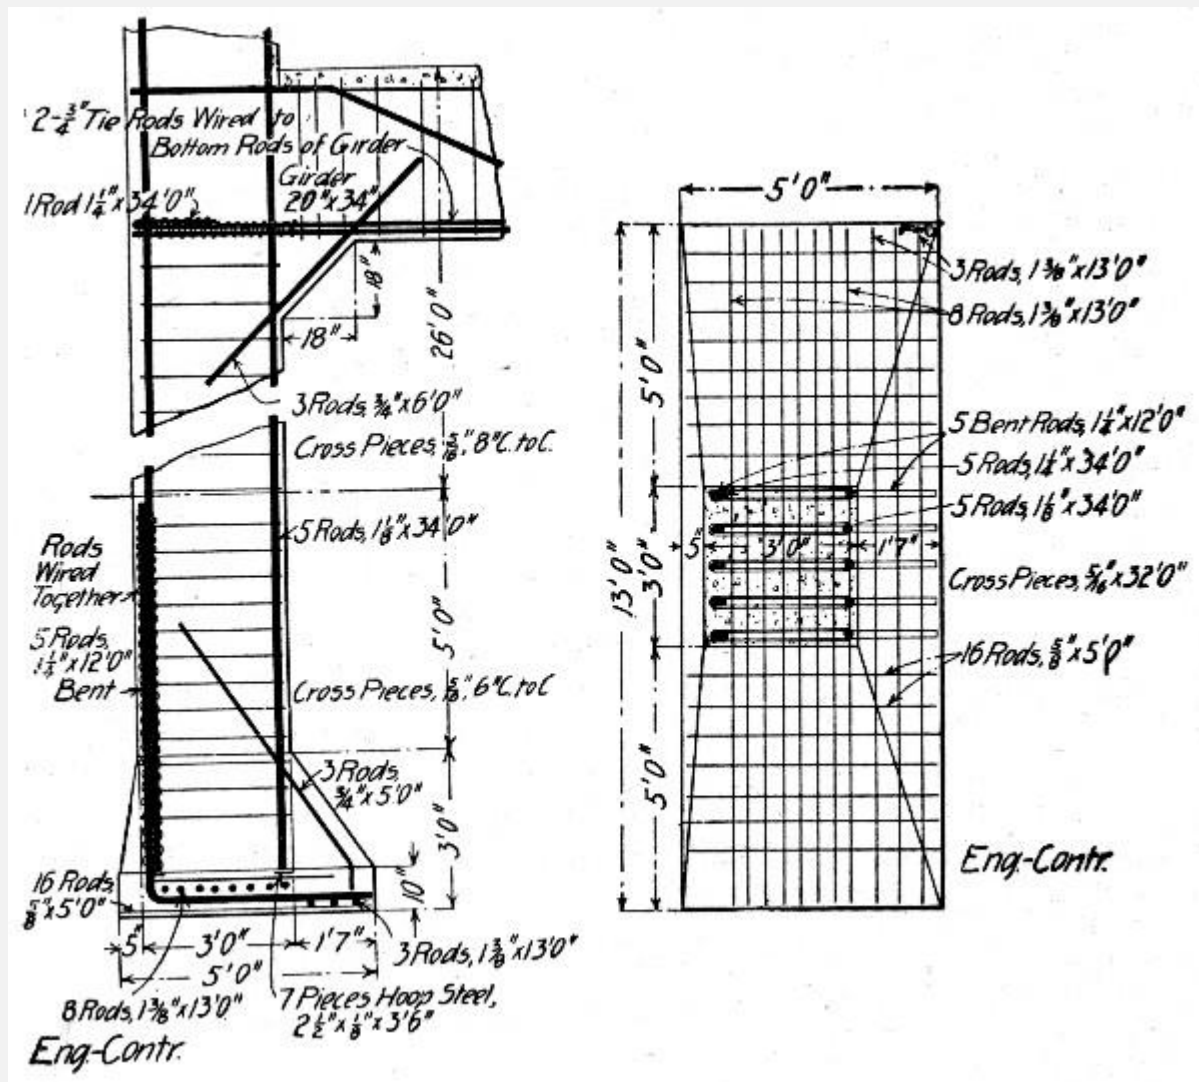 2-¾" Tie Rods Wired to
Bottom Rods of Girder
Girder
20"x34"
1 Rod 1¼"x34'0"
18"
18"
26'0"
3 Rods, ¾"x6'0"
Cross Pieces, 5/16", 8"C. to C.
5 Rods, 1⅛"x34'0"
Rods
Wired
Together
5 Rods,
1¼"x12'0"
Bent
5'0"
Cross Pieces, 5/16", 6"C. to C
3 Rods,
¾"x5'0"
3'0"
10"
16 Rods,
⅝"x5'0"
5"
3'0"
1'7"
3 Rods, 1⅜"x13'0"
5'0"
8 Rods, 1⅜"x13'0"
7 Pieces Hoop Steel,
2½"x⅛"x3'6"
Eng-Contr.
5'0"
3 Rods, 1⅜"x13'0"
8 Rods, 1⅜"x13'0"
5'0"
5 Bent Rods, 1¼"x12'0"
5 Rods, 1¼"x34'0"
5 Rods, 1⅛"x34'0"
5"
3'0"
1'7"
13'0"
3'0"
Cross Pieces, 5/16"x32'0"
16 Rods, ⅝"x5'0"
5'0"
Eng-Contr.